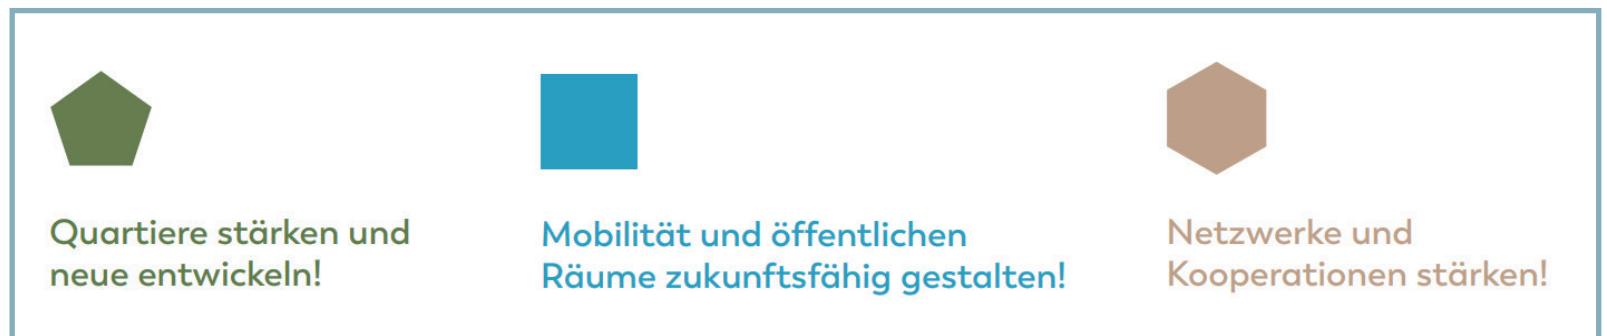 Quartiere stärken und
neue entwickeln!
Mobilität und öffentlichen
Räume zukunftsfähig gestalten!
Netzwerke und
Kooperationen stärken!